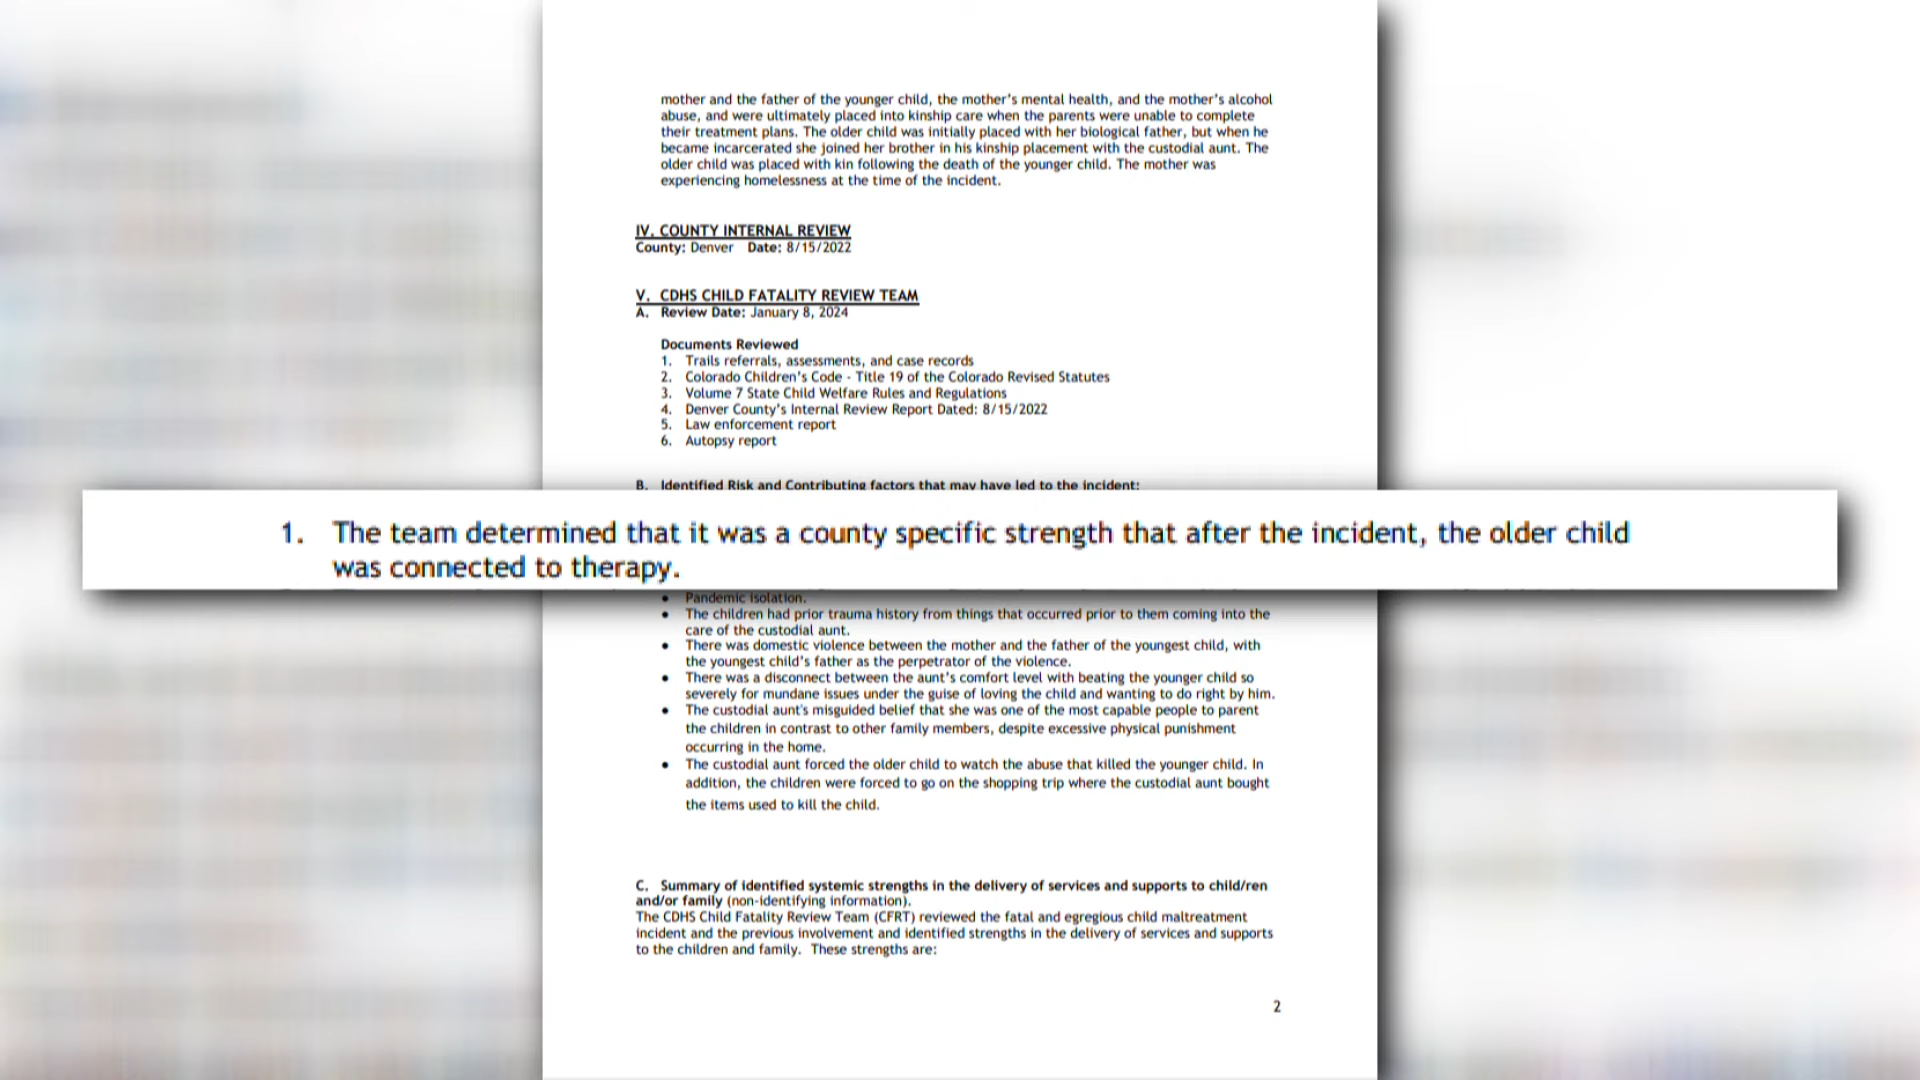 mother and the father of the younger child, the mother's mental health, and the mother's alcohol
abuse, and were ultimately placed into kinship care when the parents were unable to complete
their treatment plans. The older child was initially placed with her biological father, but when he
became incarcerated she joined her brother in his kinship placement with the custodial aunt. The
older child was placed with kin following the death of the younger child. The mother was
experiencing homelessness at the time of the incident.
IV. COUNTY INTERNAL REVIEW
County: Denver Date: 8/15/2022
V. CDHS CHILD FATALITY REVIEW TEAM
A. Review Date: January 8, 2024
Documents Reviewed
1. Trails referrals, assessments, and case records
2. Colorado Children's Code - Title 19 of the Colorado Revised Statutes
3. Volume 7 State Child Welfare Rules and Regulations
4. Denver County's Internal Review Report Dated: 8/15/2022
5. Law enforcement report
6. Autopsy report
B. Identified Risk and Contributing factors that may have led to the incident:
1. The team determined that it was a county specific strength that after the incident, the older child
was connected to therapy.
• Pandemic isolation.
• The children had prior trauma history from things that occurred prior to them coming into the
care of the custodial aunt.
• There was domestic violence between the mother and the father of the youngest child, with
the youngest child's father as the perpetrator of the violence.
• There was a disconnect between the aunt's comfort level with beating the younger child so
severely for mundane issues under the guise of loving the child and wanting to do right by him.
• The custodial aunt's misguided belief that she was one of the most capable people to parent
the children in contrast to other family members, despite excessive physical punishment
occurring in the home.
• The custodial aunt forced the older child to watch the abuse that killed the younger child. In
addition, the children were forced to go on the shopping trip where the custodial aunt bought
the items used to kill the child.
C. Summary of identified systemic strengths in the delivery of services and supports to child/ren
and/or family (non-identifying information).
The CDHS Child Fatality Review Team (CFRT) reviewed the fatal and egregious child maltreatment
incident and the previous involvement and identified strengths in the delivery of services and supports
to the children and family. These strengths are:
2